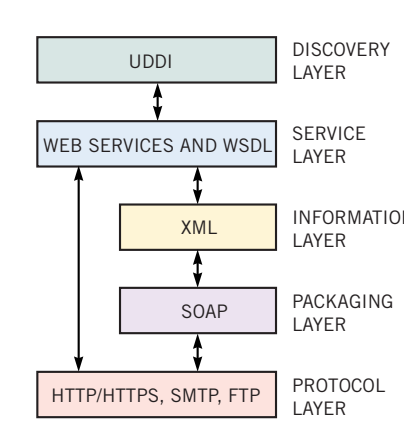 UDDI
DISCOVERY
LAYER
WEB SERVICES AND WSDL
SERVICE
LAYER
XML
INFORMATIO
LAYER
SOAP
PACKAGING
LAYER
HTTP/HTTPS, SMTP, FTP
PROTOCOL
LAYER